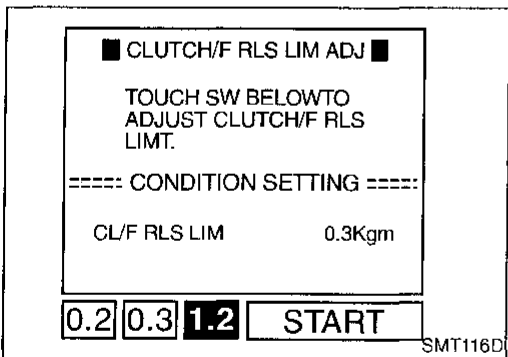 ■ CLUTCH/F RLS LIM ADJ ■
TOUCH SW BELOWTO
ADJUST CLUTCH/F RLS
LIMT.
===== CONDITION SETTING =====
CL/F RLS LIM 0.3Kgm
0.2 0.3 1.2 START
SMT116D